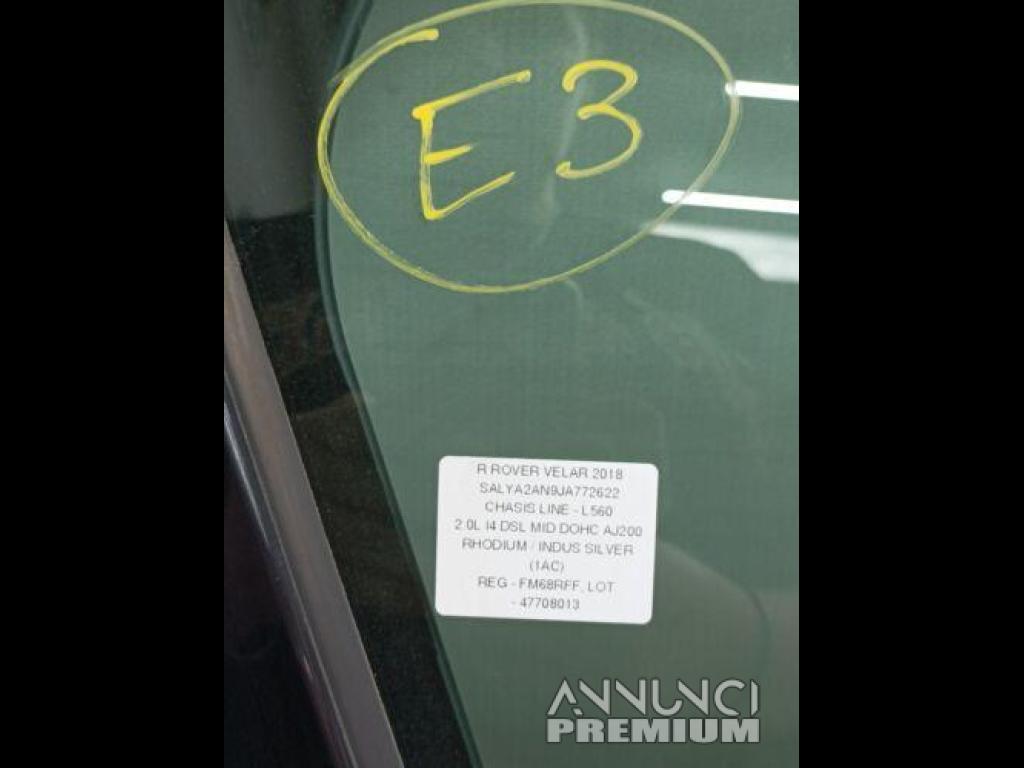 E3
R ROVER VELAR 2018
SALYA2AN9JA772622
CHASIS LINE - L560
2.0L I4 DSL MID DOHC AJ200
RHODIUM / INDUS SILVER
(1AC)
REG - FM68RFF, LOT
- 47708013
ANNUNCI
PREMIUM